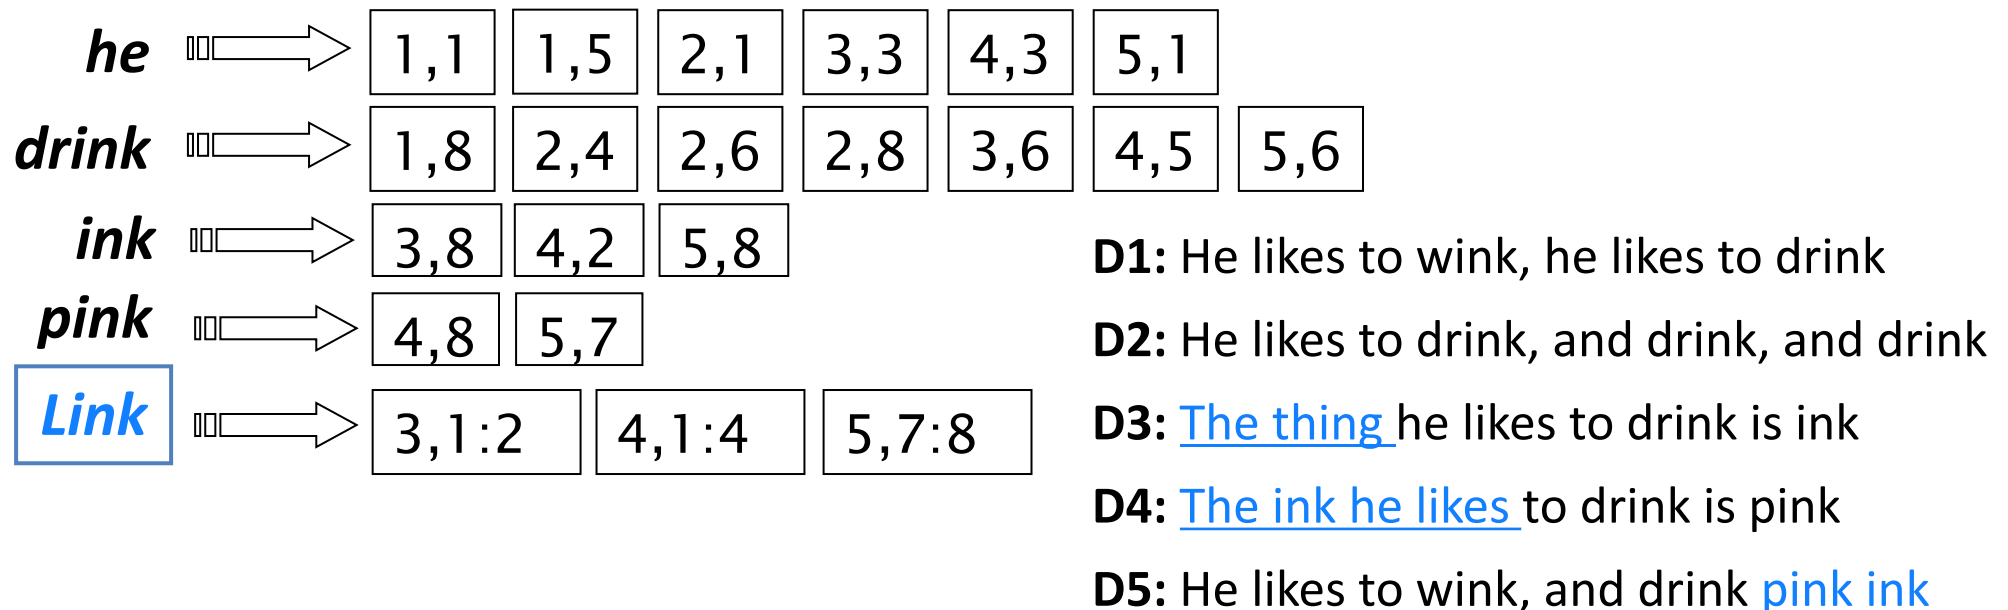 he 1,1 1,5 2,1 3,3 4,3 5,1
drink 1,8 2,4 2,6 2,8 3,6 4,5 5,6
ink 3,8 4,2 5,8
pink 4,8 5,7
Link 3,1:2 4,1:4 5,7:8
D1: He likes to wink, he likes to drink
D2: He likes to drink, and drink, and drink
D3: The thing he likes to drink is ink
D4: The ink he likes to drink is pink
D5: He likes to wink, and drink pink ink